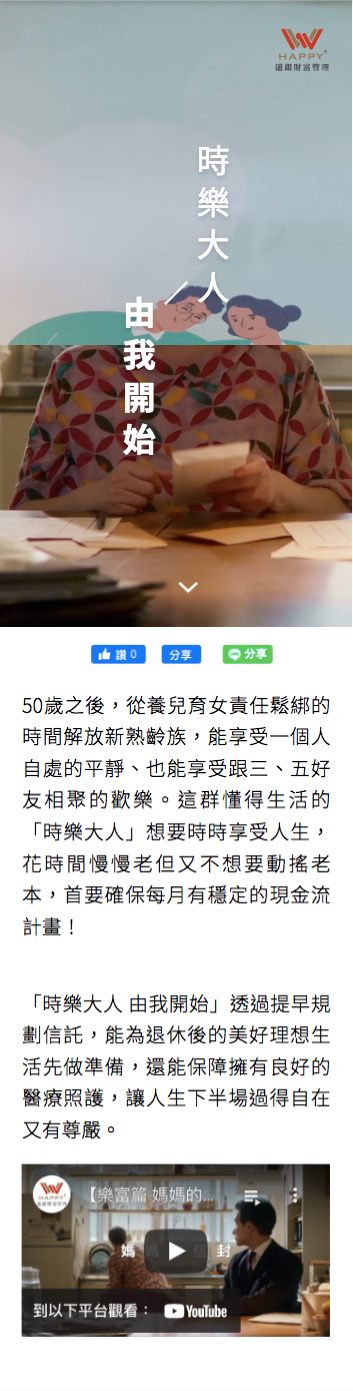 HAPPY+
遠銀財富管理
時樂大人
由我開始
讚 0
分享
分享
50歲之後，從養兒育女責任鬆綁的
時間解放新熟齡族，能享受一個人
自處的平靜、也能享受跟三、五好
友相聚的歡樂。這群懂得生活的
「時樂大人」想要時時享受人生，
花時間慢慢老但又不想要動搖老
本，首要確保每月有穩定的現金流
計畫！
「時樂大人 由我開始」透過提早規
劃信託，能為退休後的美好理想生
活先做準備，還能保障擁有良好的
醫療照護，讓人生下半場過得自在
又有尊嚴。
HAPPY+
【樂富篇 媽媽的...
媽 信封
到以下平台觀看： YouTube